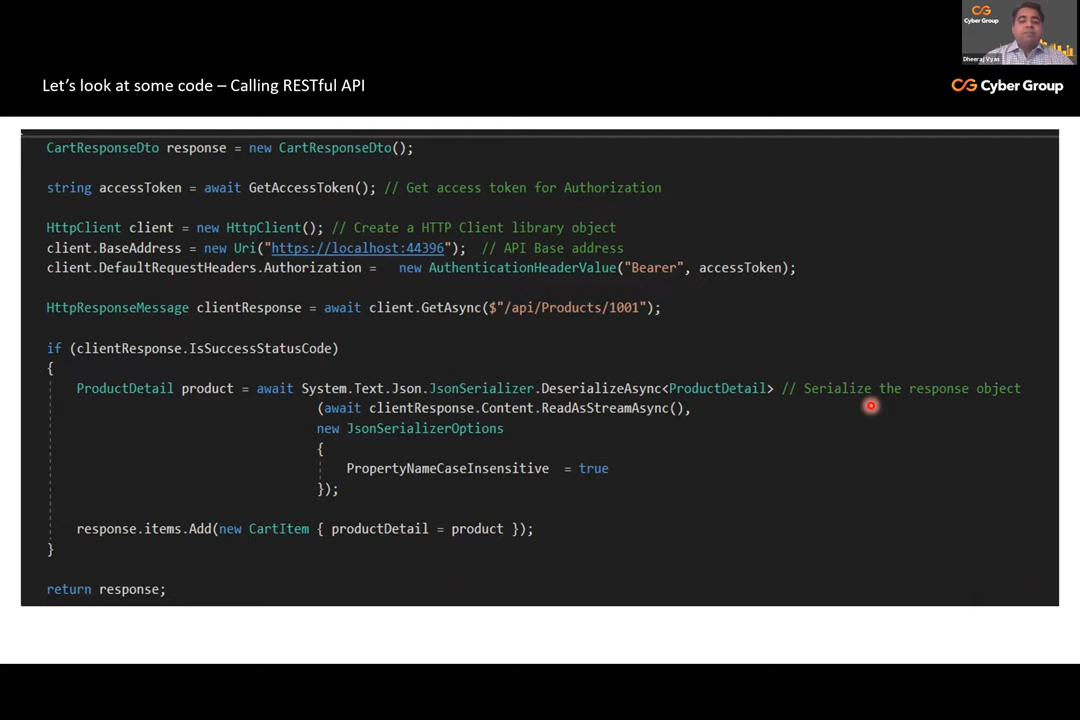 Cyber Group
Dheeraj Vyas
Let's look at some code – Calling RESTful API
Cyber Group
CartResponseDto response = new CartResponseDto();
string accessToken = await GetAccessToken(); // Get access token for Authorization
HttpClient client = new HttpClient(); // Create a HTTP Client library object
client.BaseAddress = new Uri("https://localhost:44396"); // API Base address
client.DefaultRequestHeaders.Authorization = new AuthenticationHeaderValue("Bearer", accessToken);
HttpResponseMessage clientResponse = await client.GetAsync($"/api/Products/1001");
if (clientResponse.IsSuccessStatusCode)
{
ProductDetail product = await System.Text.Json.JsonSerializer.DeserializeAsync<ProductDetail> // Serialize the response object
(await clientResponse.Content.ReadAsStreamAsync(),
new JsonSerializerOptions
{
PropertyNameCaseInsensitive = true
});
response.items.Add(new CartItem { productDetail = product });
}
return response;